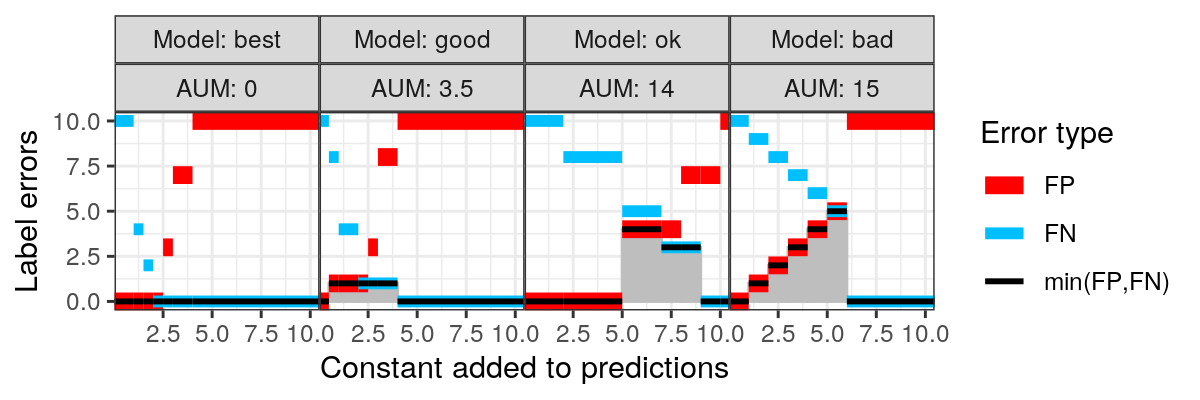 Model: best Model: good Model: ok Model: bad
AUM: 0 AUM: 3.5 AUM: 14 AUM: 15
Label errors
10.0
7.5
5.0
2.5
0.0
2.5 5.0 7.5 10.0 2.5 5.0 7.5 10.0 2.5 5.0 7.5 10.0 2.5 5.0 7.5 10.0
Constant added to predictions
Error type
FP
FN
min(FP,FN)